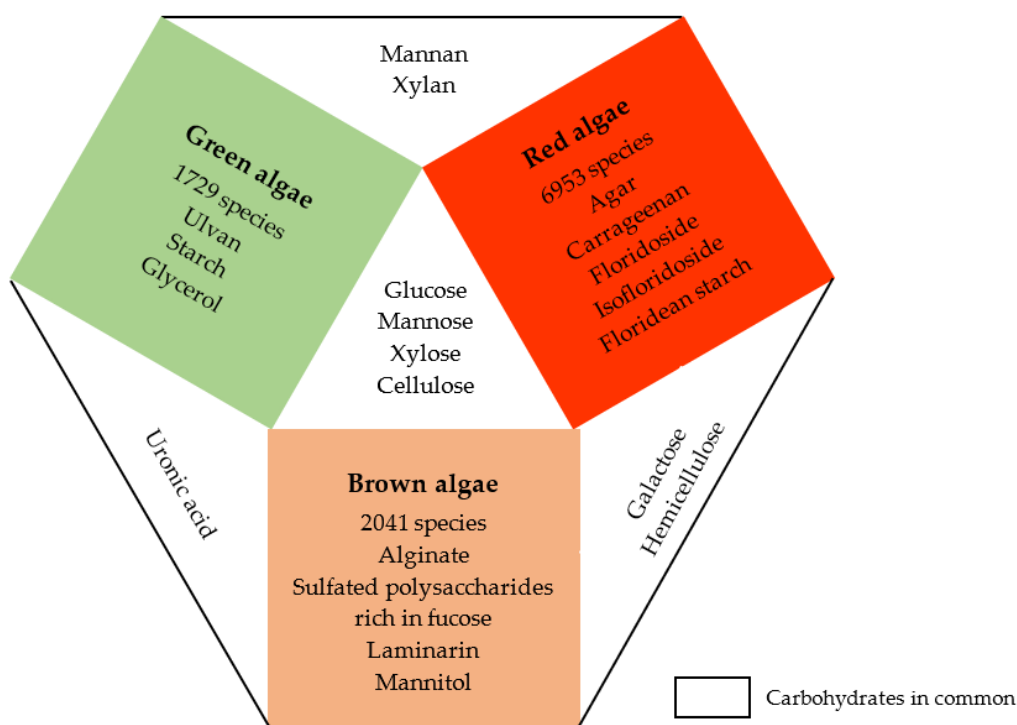 Mannan
Xylan
Green algae
1729 species
Ulvan
Starch
Glycerol
Red algae
6953 species
Agar
Carrageenan
Floridoside
Isofloridoside
Floridean starch
Glucose
Mannose
Xylose
Cellulose
Uronic acid
Galactose
Hemicellulose
Brown algae
2041 species
Alginate
Sulfated polysaccharides
rich in fucose
Laminarin
Mannitol
Carbohydrates in common